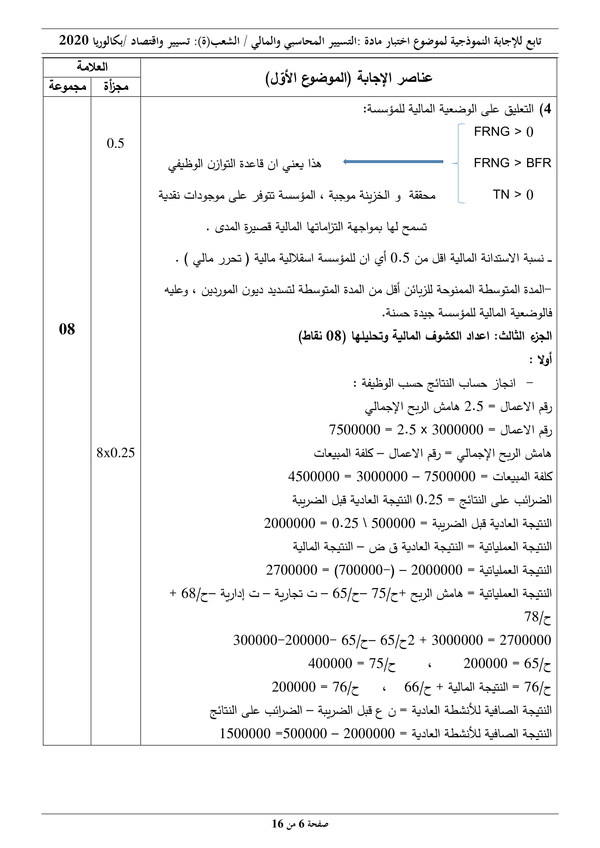 تابع للإجابة النموذجية لموضوع اختبار مادة :التسيير المحاسبي والمالي / الشعب(ة): تسيير واقتصاد /بكالوريا 2020
العلامة
عناصر الإجابة (الموضوع الأوّل)
مجزأة
مجموعة
4) التعليق على الوضعية المالية للمؤسسة:
FRNG > 0
0.5
FRNG > BFR
هذا يعني ان قاعدة التوازن الوظيفي
TN > 0
محققة و الخزينة موجبة ، المؤسسة تتوفر على موجودات نقدية
تسمح لها بمواجهة التزاماتها المالية قصيرة المدى .
ـ نسبة الاستدانة المالية اقل من 0.5 أي ان للمؤسسة اسقلالية مالية ( تحرر مالي ) .
–المدة المتوسطة الممنوحة للزبائن أقل من المدة المتوسطة لتسديد ديون الموردين ، وعليه
فالوضعية المالية للمؤسسة جيدة حسنة.
08
الجزء الثالث: اعداد الكشوف المالية وتحليلها (08 نقاط)
أولا :
– انجاز حساب النتائج حسب الوظيفة :
رقم الاعمال = 2.5 هامش الربح الإجمالي
رقم الاعمال = 3000000 x 2.5 = 7500000
8x0.25
هامش الربح الإجمالي = رقم الاعمال – كلفة المبيعات
كلفة المبيعات = 7500000 – 3000000 = 4500000
الضرائب على النتائج = 0.25 النتيجة العادية قبل الضريبة
النتيجة العادية قبل الضريبة = 500000 \ 0.25 = 2000000
النتيجة العملياتية = النتيجة العادية ق ض – النتيجة المالية
النتيجة العملياتية = 2000000 – (–700000) = 2700000
النتيجة العملياتية = هامش الربح +ح/75 –ح/65 – ت تجارية – ت إدارية –ح/68 +
ح/78
2700000 = 3000000 + 2ح/65 –ح/65 –200000–300000
ح/65 = 200000 ، ح/75 = 400000
ح/76 = النتيجة المالية + ح/66 ، ح/76 = 200000
النتيجة الصافية للأنشطة العادية = ن ع قبل الضريبة – الضرائب على النتائج
النتيجة الصافية للأنشطة العادية = 2000000 – 500000= 1500000
صفحة 6 من 16